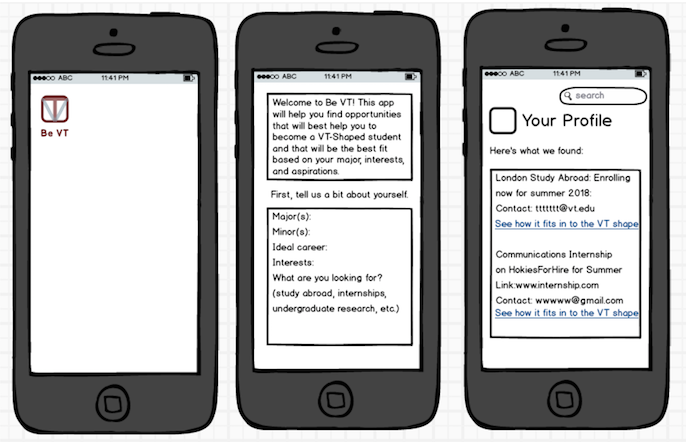 ABC 11:41 PM
Be VT
ABC 11:41 PM
Welcome to Be VT! This app
will help you find opportunities
that will best help you to
become a VT-Shaped student
and that will be the best fit
based on your major, interests,
and aspirations.
First, tell us a bit about yourself.
Major(s):
Minor(s):
Ideal career:
Interests:
What are you looking for?
(study abroad, internships,
undergraduate research, etc.)
ABC 11:41 PM
search
Your Profile
Here's what we found:
London Study Abroad: Enrolling
now for summer 2018:
Contact: ttttttt@vt.edu
See how it fits in to the VT shape
Communications Internship
on HokiesForHire for Summer
Link:www.internship.com
Contact: wwwww@gmail.com
See how it fits in to the VT shape